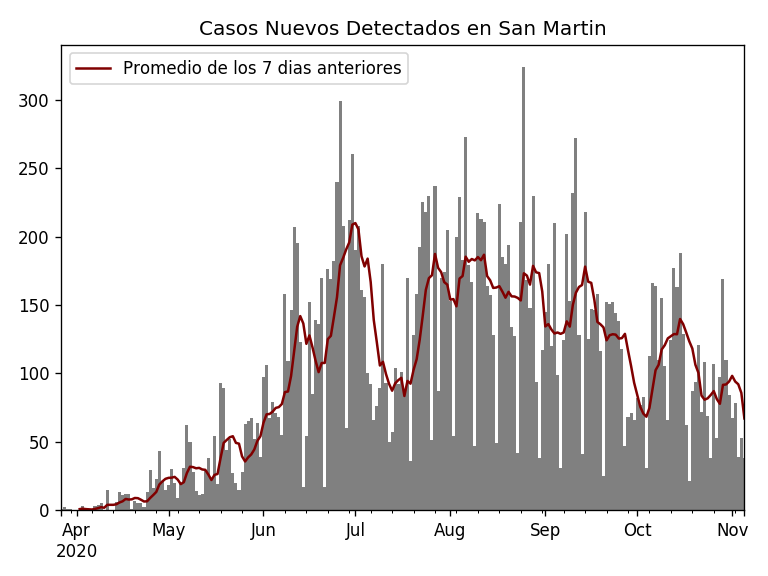 Casos Nuevos Detectados en San Martin
Promedio de los 7 dias anteriores
300
250
200
150
100
50
0
Apr May Jun Jul Aug Sep Oct Nov
2020